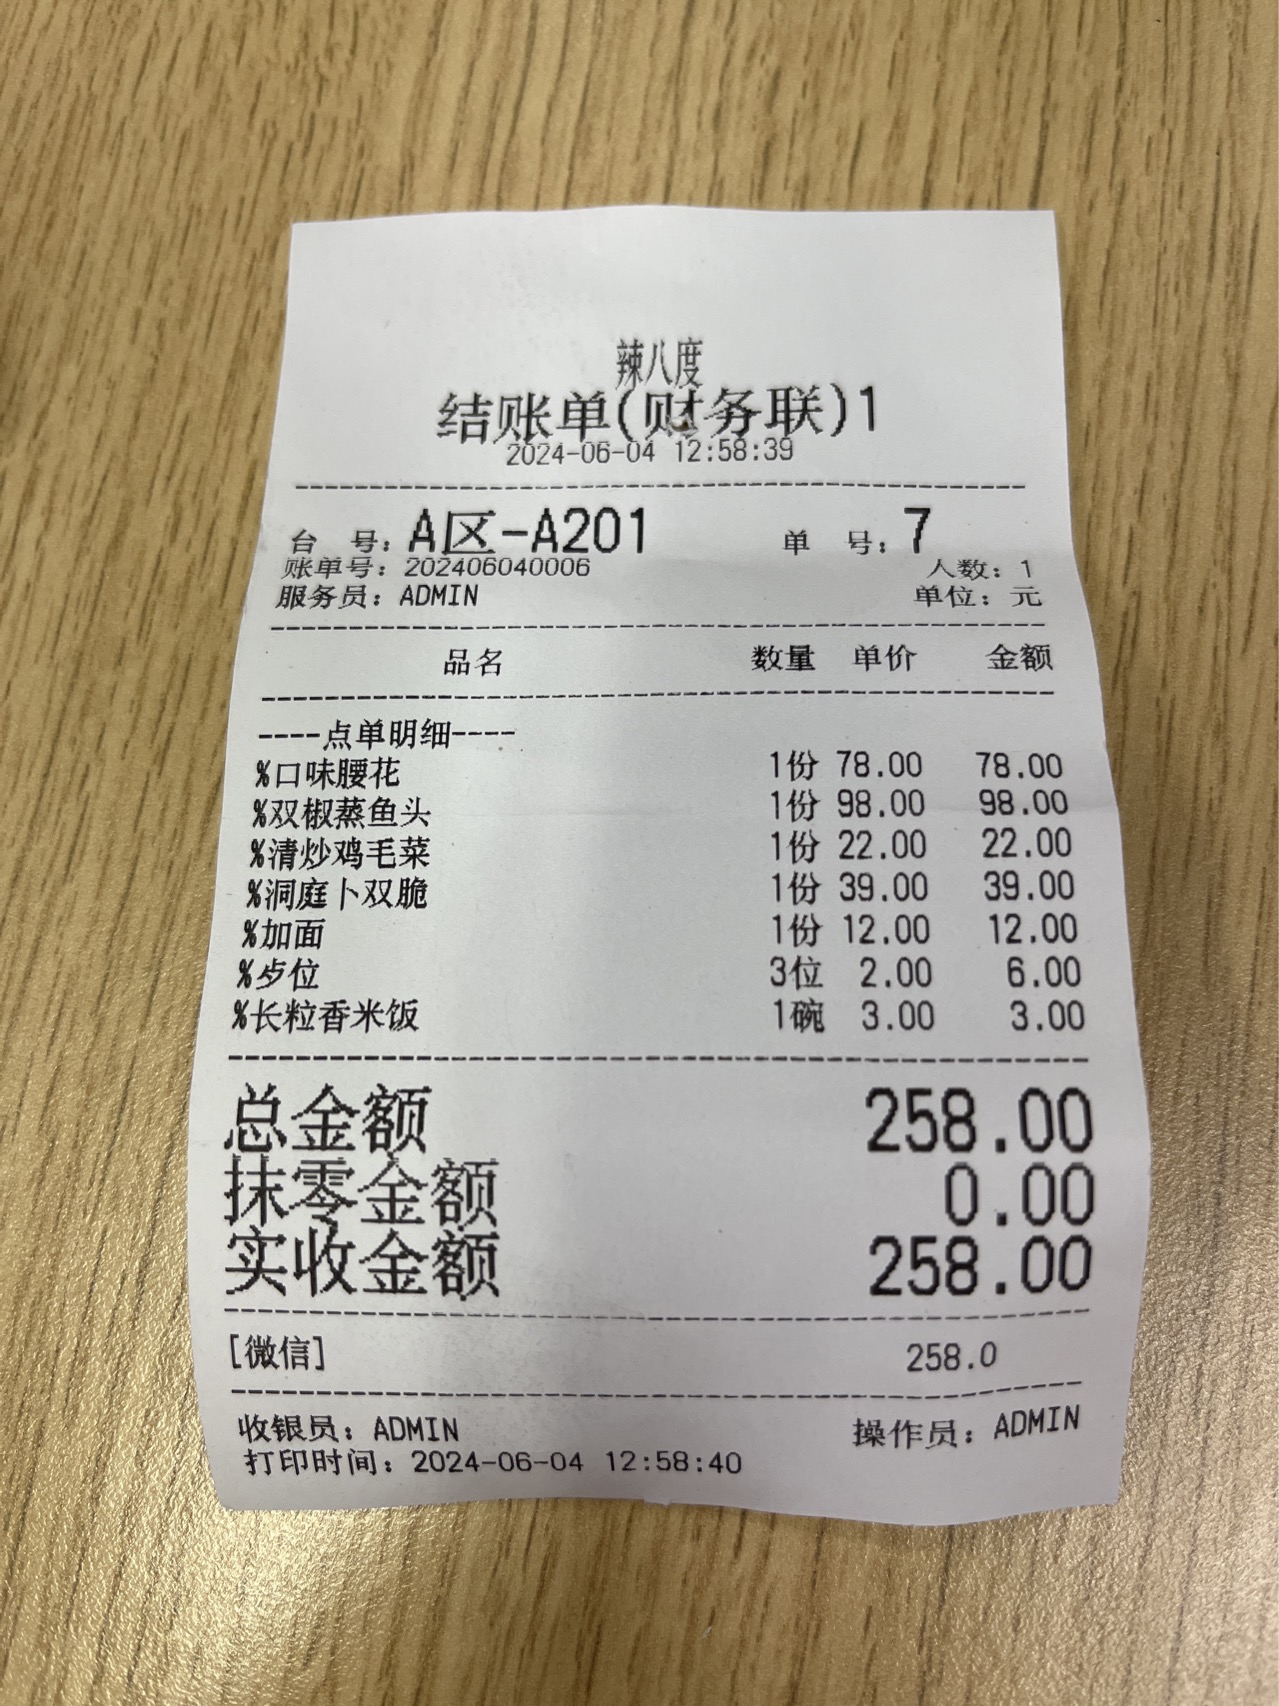 辣八度
结账单(财务联)1
2024-06-04 12:58:39
台 号: A区-A201 单 号: 7
账单号: 202406040006 人数: 1
服务员: ADMIN 单位: 元
品名 数量 单价 金额
----点单明细----
%口味腰花 1份 78.00 78.00
%双椒蒸鱼头 1份 98.00 98.00
%清炒鸡毛菜 1份 22.00 22.00
%洞庭卜双脆 1份 39.00 39.00
%加面 1份 12.00 12.00
%歺位 3位 2.00 6.00
%长粒香米饭 1碗 3.00 3.00
总金额 258.00
抹零金额 0.00
实收金额 258.00
[微信] 258.0
收银员: ADMIN 操作员: ADMIN
打印时间: 2024-06-04 12:58:40